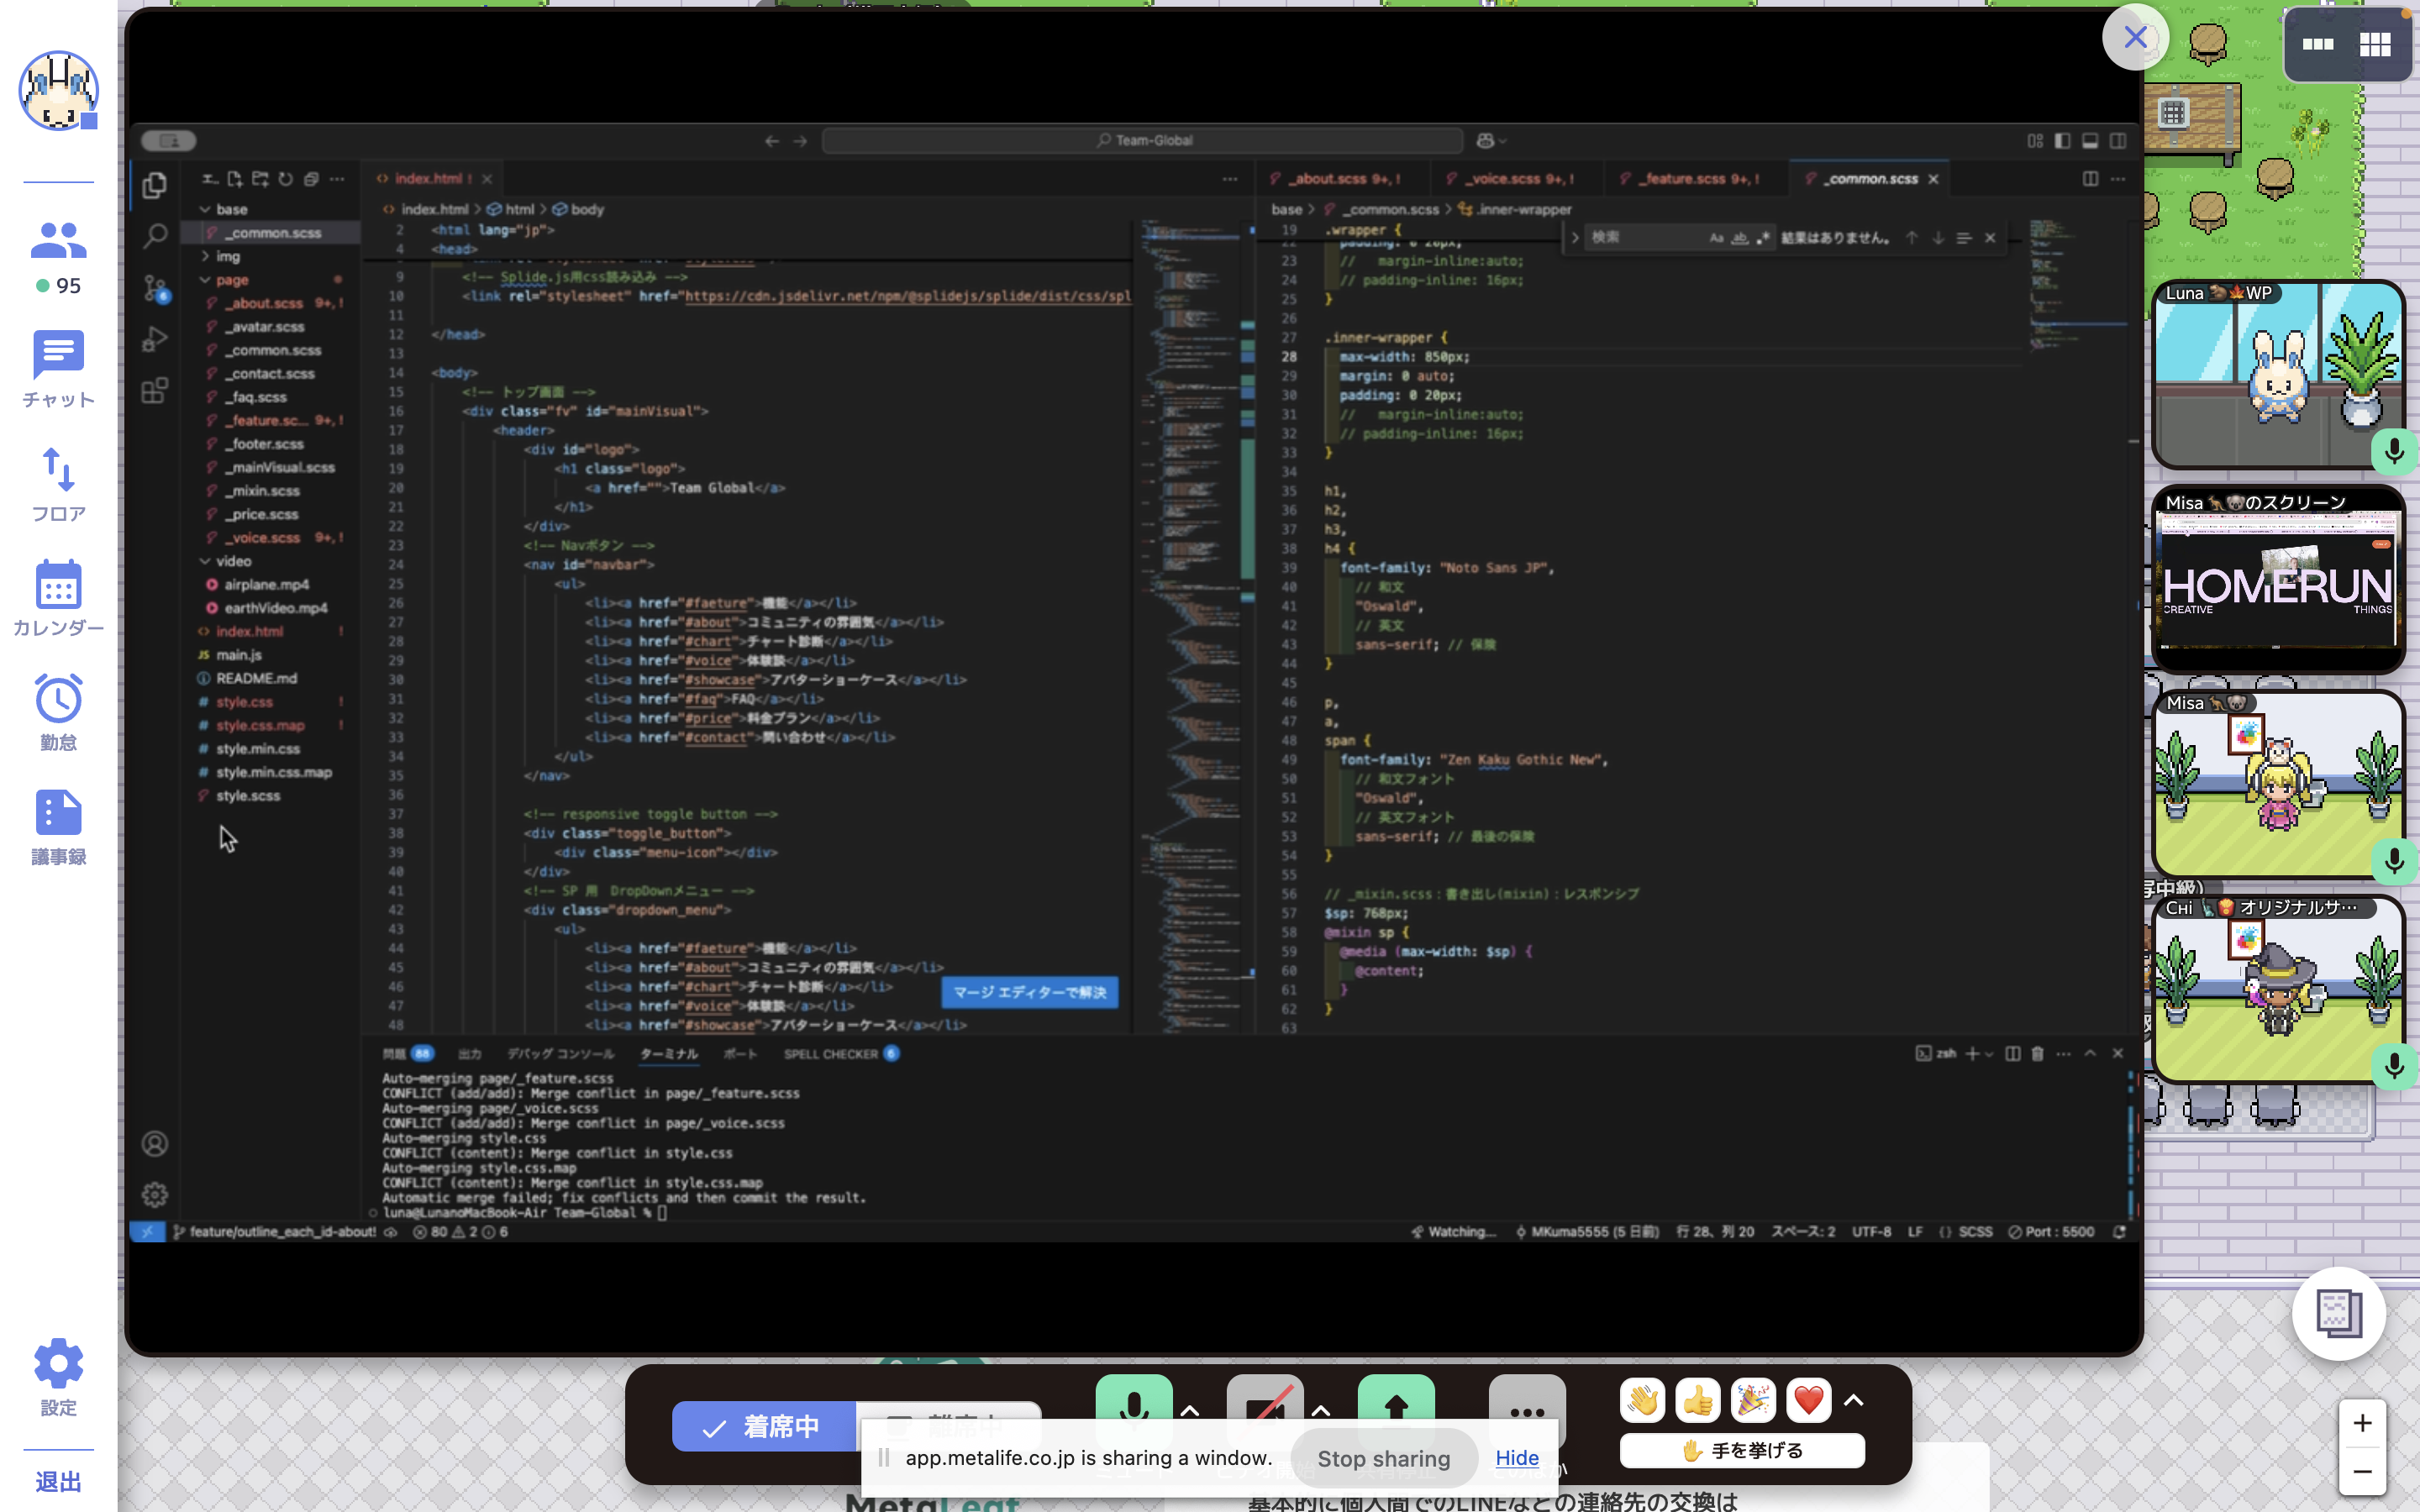 95
チャット
フロア
カレンダー
勤怠
議事録
設定
退出
Team-Global
base
_common.scss
img
page
_about.scss 9+, !
_avatar.scss
_common.scss
_contact.scss
_faq.scss
_feature.sc... 9+, !
_footer.scss
_mainVisual.scss
_mixin.scss
_price.scss
_voice.scss 9+, !
video
airplane.mp4
earthVideo.mp4
index.html !
JS main.js
README.md
# style.css !
# style.css.map !
# style.min.css
# style.min.css.map
style.scss
index.html !
index.html > html > body
2 <html lang="jp">
4 <head>
9 <!-- Splide.js用css読み込み -->
10 <link rel="stylesheet" href="https://cdn.jsdelivr.net/npm/@splidejs/splide/dist/css/spl
11
12 </head>
13
14 <body>
15 <!-- トップ画面 -->
16 <div class="fv" id="mainVisual">
17 <header>
18 <div id="logo">
19 <h1 class="logo">
20 <a href="">Team Global</a>
21 </h1>
22 </div>
23 <!-- Navボタン -->
24 <nav id="navbar">
25 <ul>
26 <li><a href="#faeture">機能</a></li>
27 <li><a href="#about">コミュニティの雰囲気</a></li>
28 <li><a href="#chart">チャート診断</a></li>
29 <li><a href="#voice">体験談</a></li>
30 <li><a href="#showcase">アバターショーケース</a></li>
31 <li><a href="#faq">FAQ</a></li>
32 <li><a href="#price">料金プラン</a></li>
33 <li><a href="#contact">問い合わせ</a></li>
34 </ul>
35 </nav>
36
37 <!-- responsive toggle button -->
38 <div class="toggle_button">
39 <div class="menu-icon"></div>
40 </div>
41 <!-- SP 用 DropDownメニュー -->
42 <div class="dropdown_menu">
43 <ul>
44 <li><a href="#faeture">機能</a></li>
45 <li><a href="#about">コミュニティの雰囲気</a></li>
46 <li><a href="#chart">チャート診断</a></li>
47 <li><a href="#voice">体験談</a></li>
48 <li><a href="#showcase">アバターショーケース</a></li>
マージ エディターで解決
_about.scss 9+, ! _voice.scss 9+, ! _feature.scss 9+, ! _common.scss
base > _common.scss > .inner-wrapper
検索 Aa ab 結果はありません。
19 .wrapper {
22 padding: 0 20px;
23 // margin-inline:auto;
24 // padding-inline: 16px;
25 }
26
27 .inner-wrapper {
28 max-width: 850px;
29 margin: 0 auto;
30 padding: 0 20px;
31 // margin-inline:auto;
32 // padding-inline: 16px;
33 }
34
35 h1,
36 h2,
37 h3,
38 h4 {
39 font-family: "Noto Sans JP",
40 // 和文
41 "Oswald",
42 // 英文
43 sans-serif; // 保険
44 }
45
46 p,
47 a,
48 span {
49 font-family: "Zen Kaku Gothic New",
50 // 和文フォント
51 "Oswald",
52 // 英文フォント
53 sans-serif; // 最後の保険
54 }
55
56 // _mixin.scss：書き出し(mixin)：レスポンシブ
57 $sp: 768px;
58 @mixin sp {
59 @media (max-width: $sp) {
60 @content;
61 }
62 }
63
問題 88 出力 デバッグ コンソール ターミナル ポート SPELL CHECKER 6
zsh
Auto-merging page/_feature.scss
CONFLICT (add/add): Merge conflict in page/_feature.scss
Auto-merging page/_voice.scss
CONFLICT (add/add): Merge conflict in page/_voice.scss
Auto-merging style.css
CONFLICT (content): Merge conflict in style.css
Auto-merging style.css.map
CONFLICT (content): Merge conflict in style.css.map
Automatic merge failed; fix conflicts and then commit the result.
luna@LunanoMacBook-Air Team-Global %
feature/outline_each_id-about! 80 2 6
Watching... MKuma5555 (5 日前) 行 28、列 20 スペース: 2 UTF-8 LF {} SCSS Port : 5500
Luna 🦫🍁WP
Misa 🦘🐨のスクリーン
HOMERUN
CREATIVE THINGS
Misa 🦘🐨
写中級)
CHI 🗽🍟 オリジナルサ…
着席中
離席中
手を挙げる
app.metalife.co.jp is sharing a window.
Stop sharing
Hide
MetaLeaf
基本的に個人間でのLINEなどの連絡先の交換は